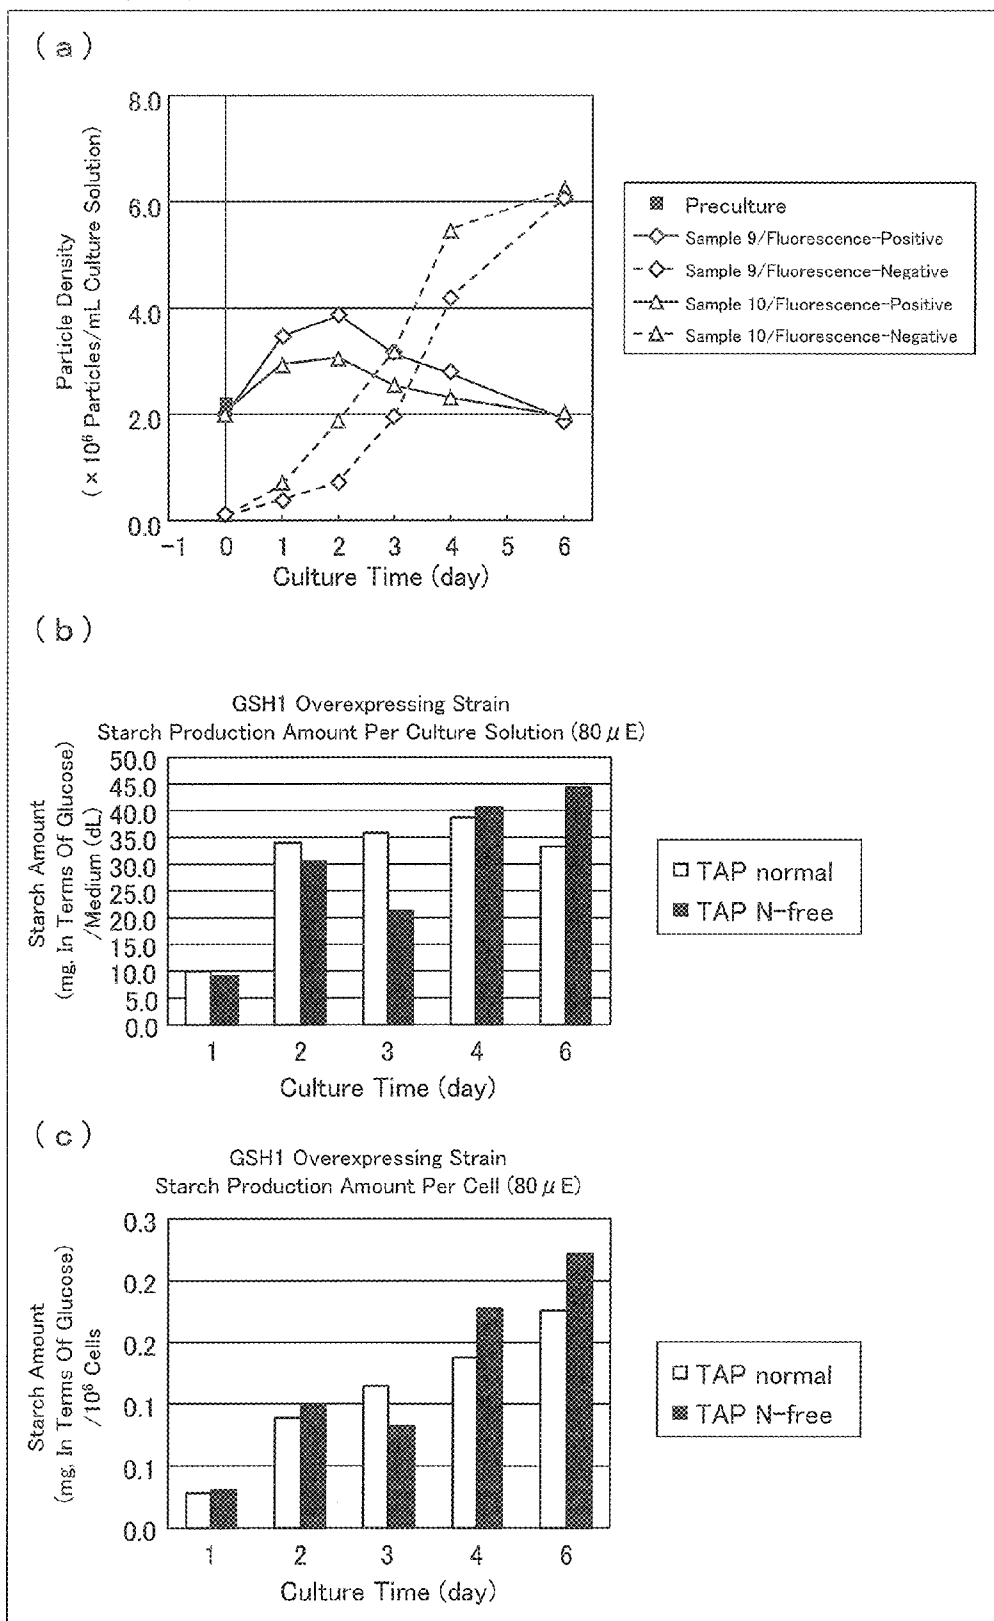 (a)
8.0
6.0
4.0
2.0
0.0
-1 0 1 2 3 4 5 6
Particle Density
(× 10⁶ Particles/mL Culture Solution)
Culture Time (day)
Preculture
Sample 9/Fluorescence-Positive
Sample 9/Fluorescence-Negative
Sample 10/Fluorescence-Positive
Sample 10/Fluorescence-Negative
(b)
GSH1 Overexpressing Strain
Starch Production Amount Per Culture Solution (80 μE)
Starch Amount
(mg, In Terms Of Glucose)
/Medium (dL)
50.0
45.0
40.0
35.0
30.0
25.0
20.0
15.0
10.0
5.0
0.0
1 2 3 4 6
Culture Time (day)
TAP normal
TAP N-free
(c)
GSH1 Overexpressing Strain
Starch Production Amount Per Cell (80 μE)
Starch Amount
(mg, In Terms Of Glucose)
/10⁶ Cells
0.3
0.2
0.2
0.1
0.1
0.0
1 2 3 4 6
Culture Time (day)
TAP normal
TAP N-free